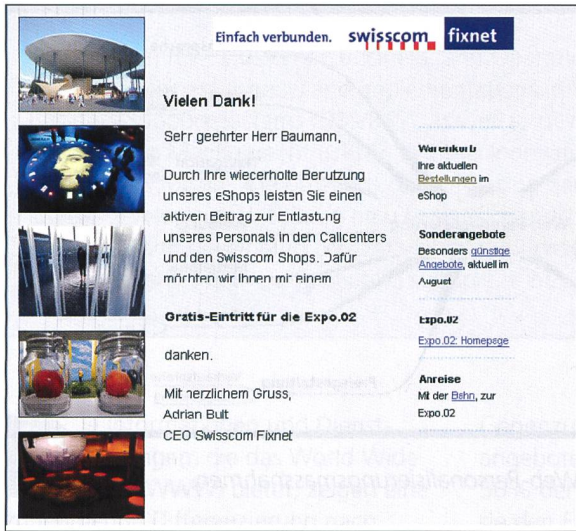 Einfach verbunden. swisscom fixnet
Vielen Dank!
Sehr geehrter Herr Baumann,
Durch Ihre wiecerholte Berutzung
unseres eShops leisten Sie einen
aktiven Beitrag zur Entlastung
unseres Personals in den Callcenters
und den Swisscom Shops. Dafür
möchten wir Ihnen mit einem
Gratis-Eintritt für die Expo.02
danken.
Mit herzlichem Gruss,
Adrian Bult
CEO Swisscom Fixnet
Warenkorb
Ihre aktuellen
Bestellungen im
eShop
Sonderangebote
Besonders günstige
Angebote, aktuell im
August
Expo.02
Expo.02: Homepage
Anreise
Mit der Bahn, zur
Expo.02
Web-Personalisierungsmassnahmen